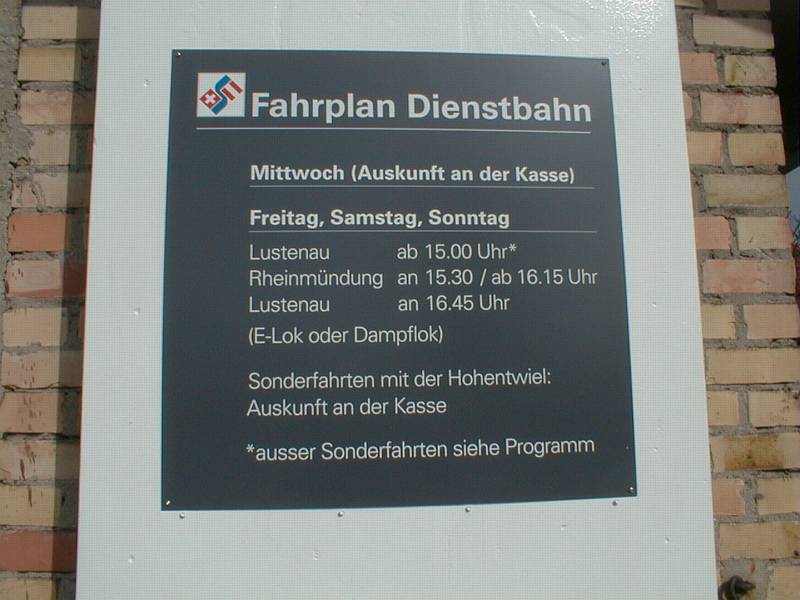 Fahrplan Dienstbahn
Mittwoch (Auskunft an der Kasse)
Freitag, Samstag, Sonntag
Lustenau ab 15.00 Uhr*
Rheinmündung an 15.30 / ab 16.15 Uhr
Lustenau an 16.45 Uhr
(E-Lok oder Dampflok)
Sonderfahrten mit der Hohentwiel:
Auskunft an der Kasse
*ausser Sonderfahrten siehe Programm